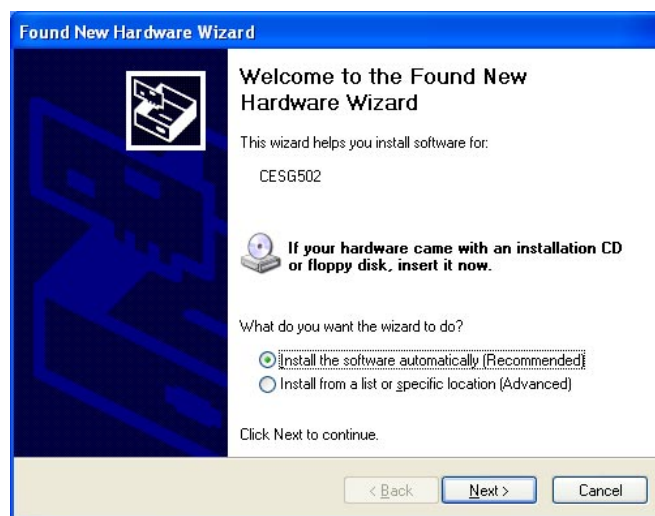 Found New Hardware Wizard
Welcome to the Found New
Hardware Wizard
This wizard helps you install software for:
CESG502
If your hardware came with an installation CD
or floppy disk, insert it now.
What do you want the wizard to do?
Install the software automatically (Recommended)
Install from a list or specific location (Advanced)
Click Next to continue.
< Back Next > Cancel